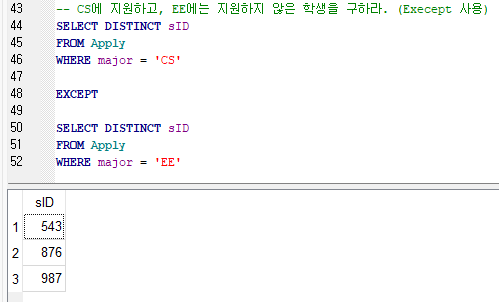 43 -- CS에 지원하고, EE에는 지원하지 않은 학생을 구하라. (Execept 사용)
44 SELECT DISTINCT sID
45 FROM Apply
46 WHERE major = 'CS'
47
48 EXCEPT
49
50 SELECT DISTINCT sID
51 FROM Apply
52 WHERE major = 'EE'
sID
1 543
2 876
3 987